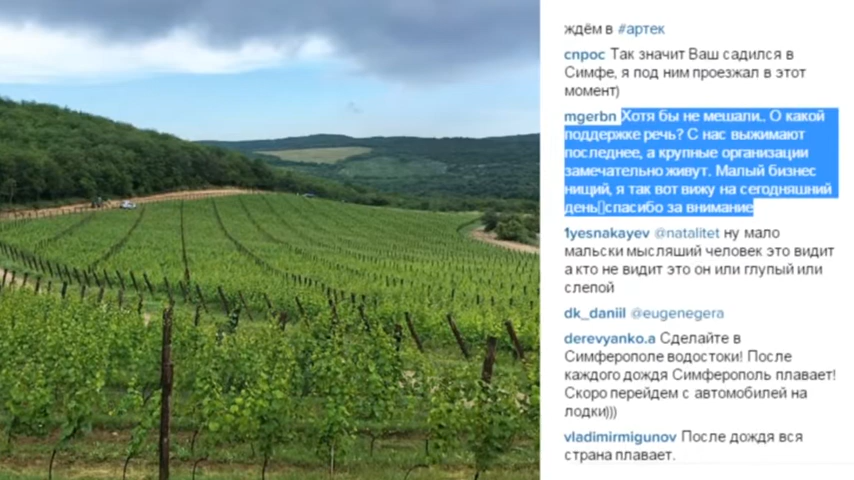 ждём в #артек
cnpoc Так значит Ваш садился в
Симфе, я под ним проезжал в этот
момент)
mgerbn Хотя бы не мешали.. О какой
поддержке речь? С нас выжимают
последнее, а крупные организации
замечательно живут. Малый бизнес
нищий, я так вот вижу на сегодняшний
день спасибо за внимание
1yesnakayev @natalitet ну мало
мальски мысляший человек это видит
а кто не видит это он или глупый или
слепой
dk_daniil @eugenegera
derevyanko.a Сделайте в
Симферополе водостоки! После
каждого дождя Симферополь плавает!
Скоро перейдем с автомобилей на
лодки)))
vladimirmigunov После дождя вся
страна плавает.